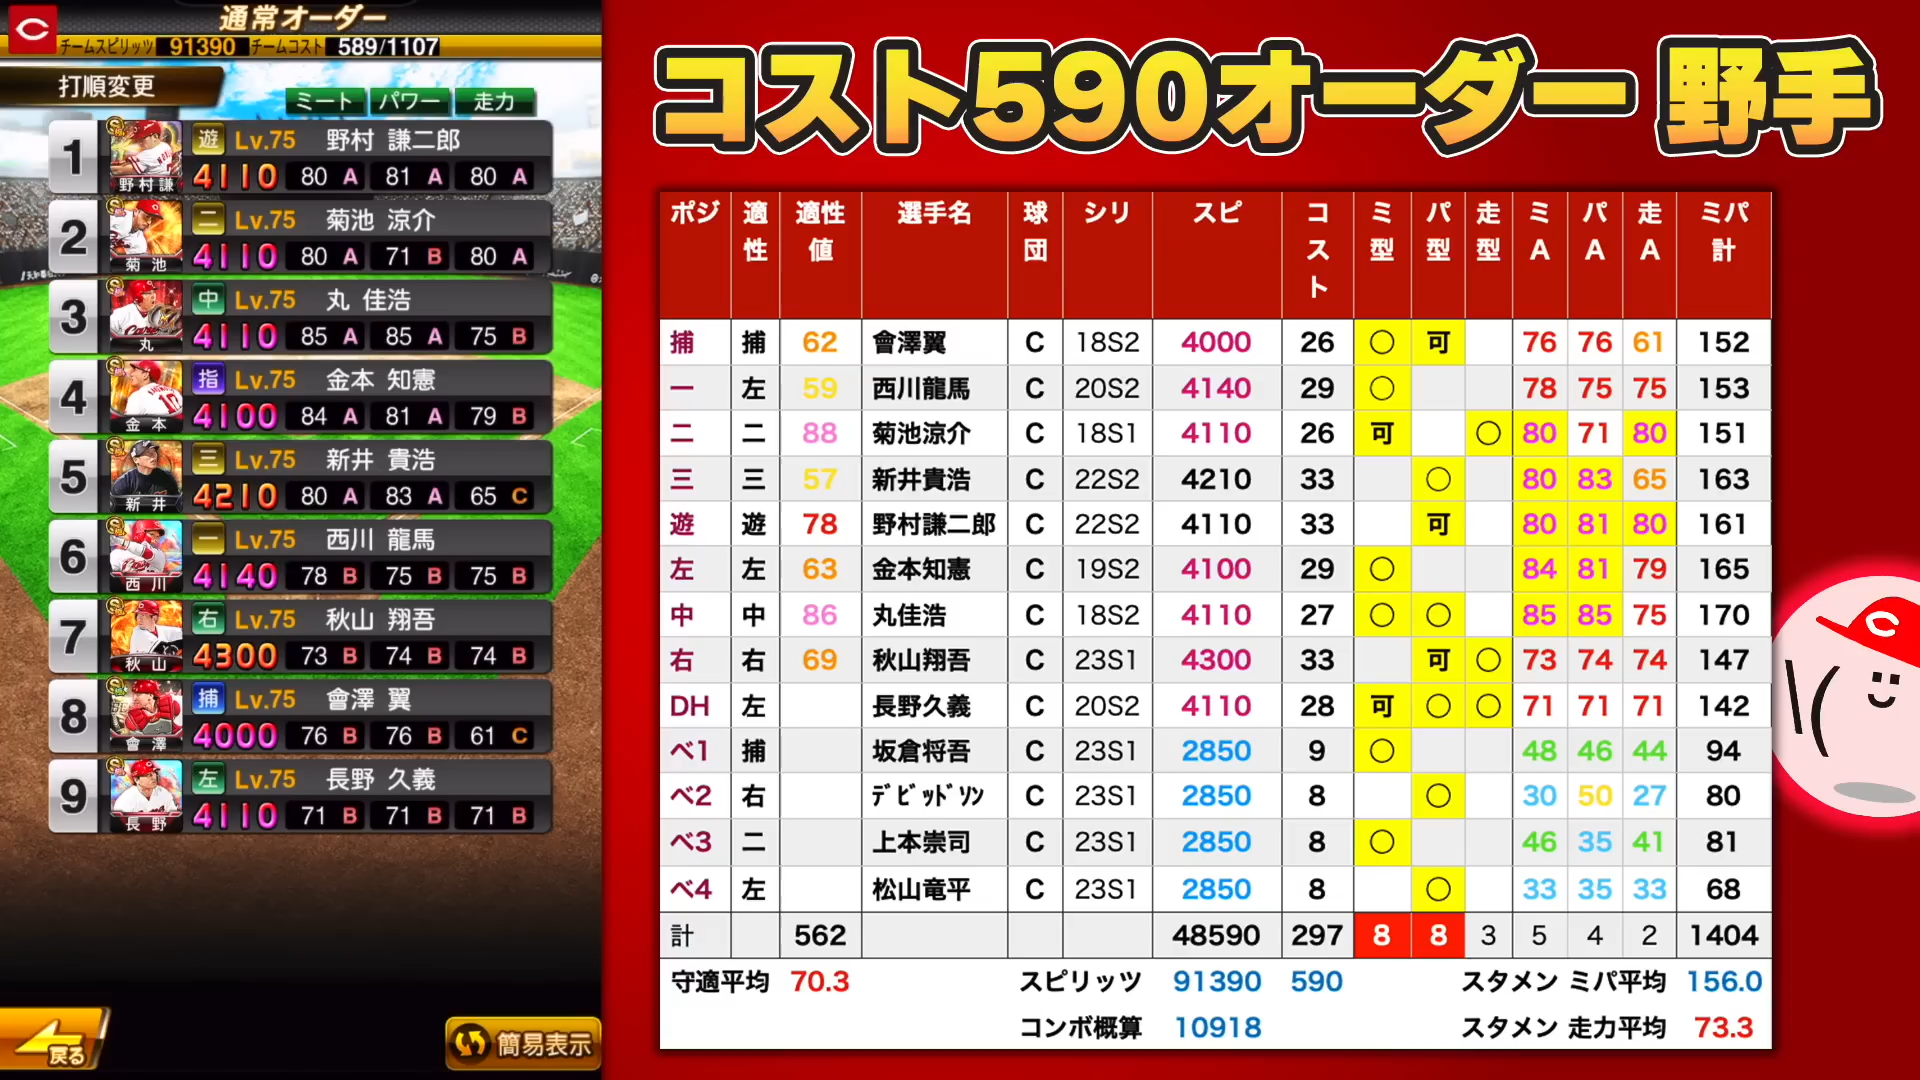 通常オーダー
チームスピリッツ 91390 チームコスト 589/1107
打順変更
ミート パワー 走力
1 野村謙 遊 Lv.75 野村 謙二郎
4110 80 A 81 A 80 A
2 菊池 二 Lv.75 菊池 涼介
4110 80 A 71 B 80 A
3 丸 中 Lv.75 丸 佳浩
4110 85 A 85 A 75 B
4 金本 指 Lv.75 金本 知憲
4100 84 A 81 A 79 B
5 新井 三 Lv.75 新井 貴浩
4210 80 A 83 A 65 C
6 西川 一 Lv.75 西川 龍馬
4140 78 B 75 B 75 B
7 秋山 右 Lv.75 秋山 翔吾
4300 73 B 74 B 74 B
8 會澤 捕 Lv.75 會澤 翼
4000 76 B 76 B 61 C
9 長野 左 Lv.75 長野 久義
4110 71 B 71 B 71 B
戻る
簡易表示
コスト590オーダー 野手
ポジ 適性 適性値 選手名 球団 シリ スピ コスト ミ型 パ型 走型 ミA パA 走A ミパ計
捕 捕 62 會澤翼 C 18S2 4000 26 〇 可 76 76 61 152
一 左 59 西川龍馬 C 20S2 4140 29 〇 78 75 75 153
二 二 88 菊池涼介 C 18S1 4110 26 可 〇 80 71 80 151
三 三 57 新井貴浩 C 22S2 4210 33 〇 80 83 65 163
遊 遊 78 野村謙二郎 C 22S2 4110 33 可 80 81 80 161
左 左 63 金本知憲 C 19S2 4100 29 〇 84 81 79 165
中 中 86 丸佳浩 C 18S2 4110 27 〇 〇 85 85 75 170
右 右 69 秋山翔吾 C 23S1 4300 33 可 〇 73 74 74 147
DH 左 長野久義 C 20S2 4110 28 可 〇 〇 71 71 71 142
ベ1 捕 坂倉将吾 C 23S1 2850 9 〇 48 46 44 94
ベ2 右 ﾃﾞﾋﾞｯﾄﾞｿﾝ C 23S1 2850 8 〇 30 50 27 80
ベ3 二 上本崇司 C 23S1 2850 8 〇 46 35 41 81
ベ4 左 松山竜平 C 23S1 2850 8 〇 33 35 33 68
計 562 48590 297 8 8 3 5 4 2 1404
守適平均 70.3 スピリッツ 91390 590 スタメン ミパ平均 156.0
コンボ概算 10918 スタメン 走力平均 73.3